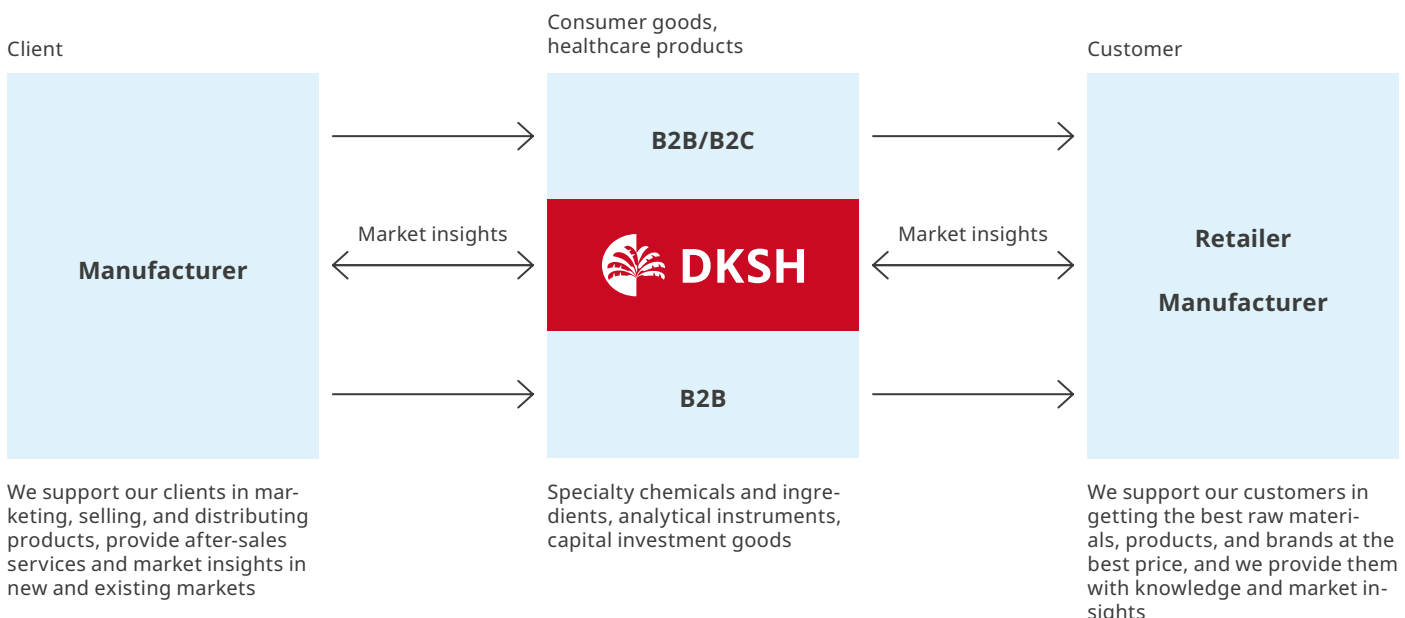 Client
Consumer goods,
healthcare products
Customer
Manufacturer
Market insights
B2B/B2C
DKSH
B2B
Market insights
Retailer
Manufacturer
We support our clients in mar-
keting, selling, and distributing
products, provide after-sales
services and market insights in
new and existing markets
Specialty chemicals and ingre-
dients, analytical instruments,
capital investment goods
We support our customers in
getting the best raw materi-
als, products, and brands at the
best price, and we provide them
with knowledge and market in-
sights